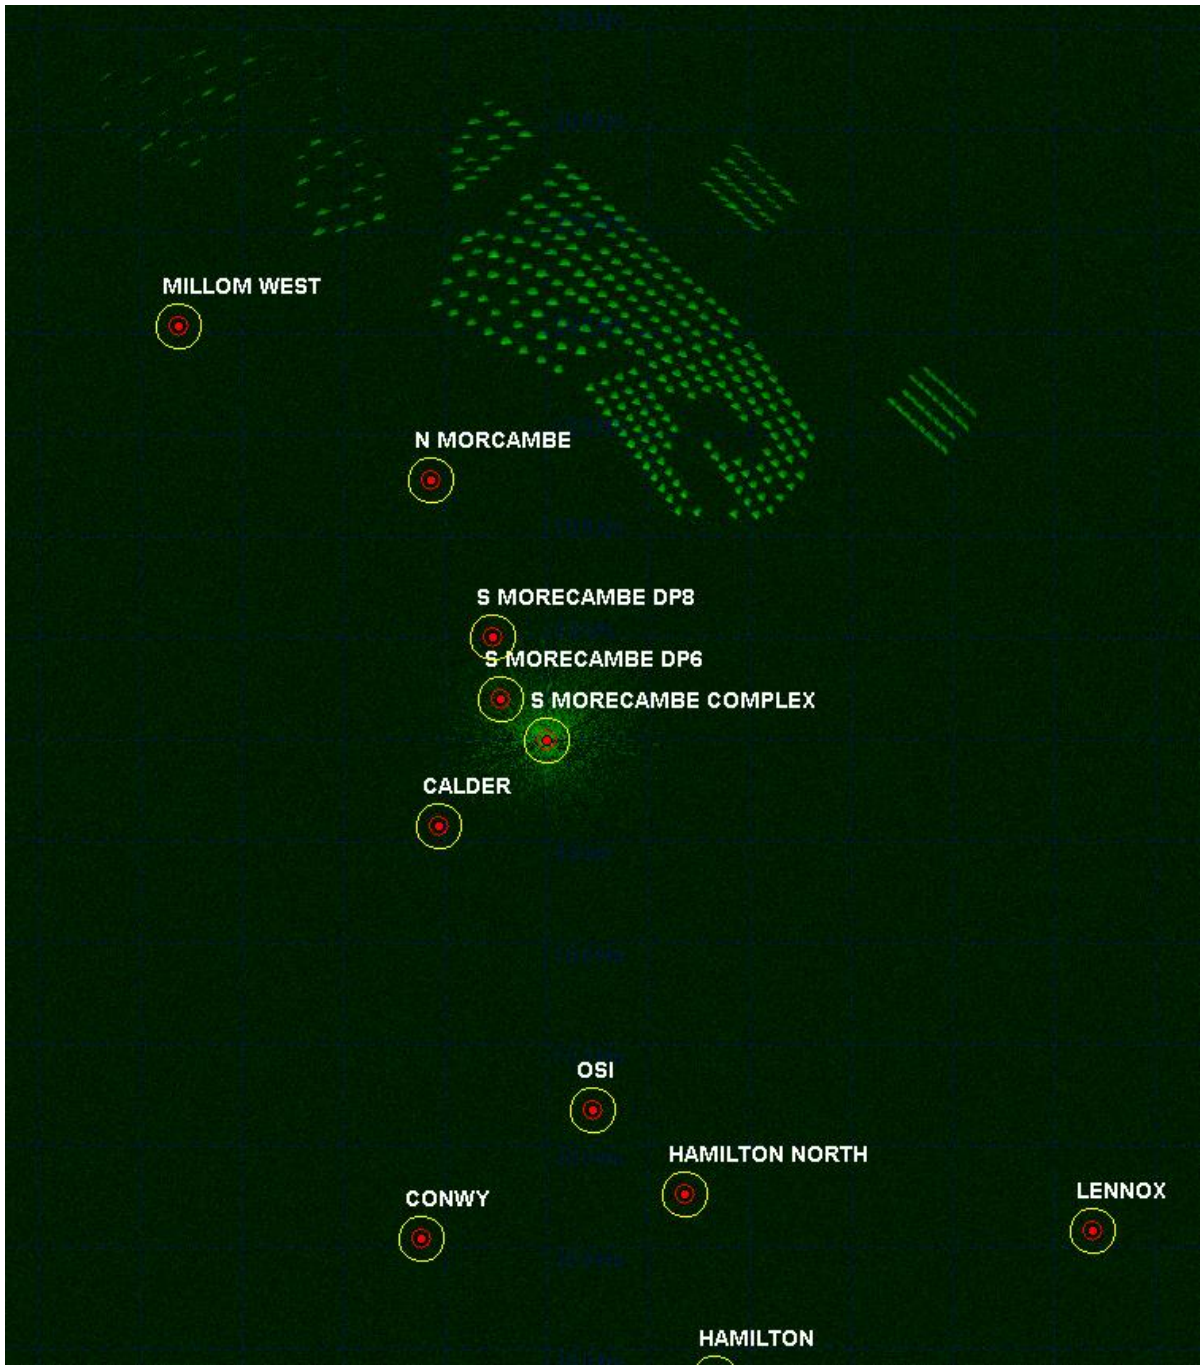 MILLOM WEST
N MORCAMBE
S MORECAMBE DP8
S MORECAMBE DP6
S MORECAMBE COMPLEX
CALDER
OSI
HAMILTON NORTH
LENNOX
CONWY
HAMILTON